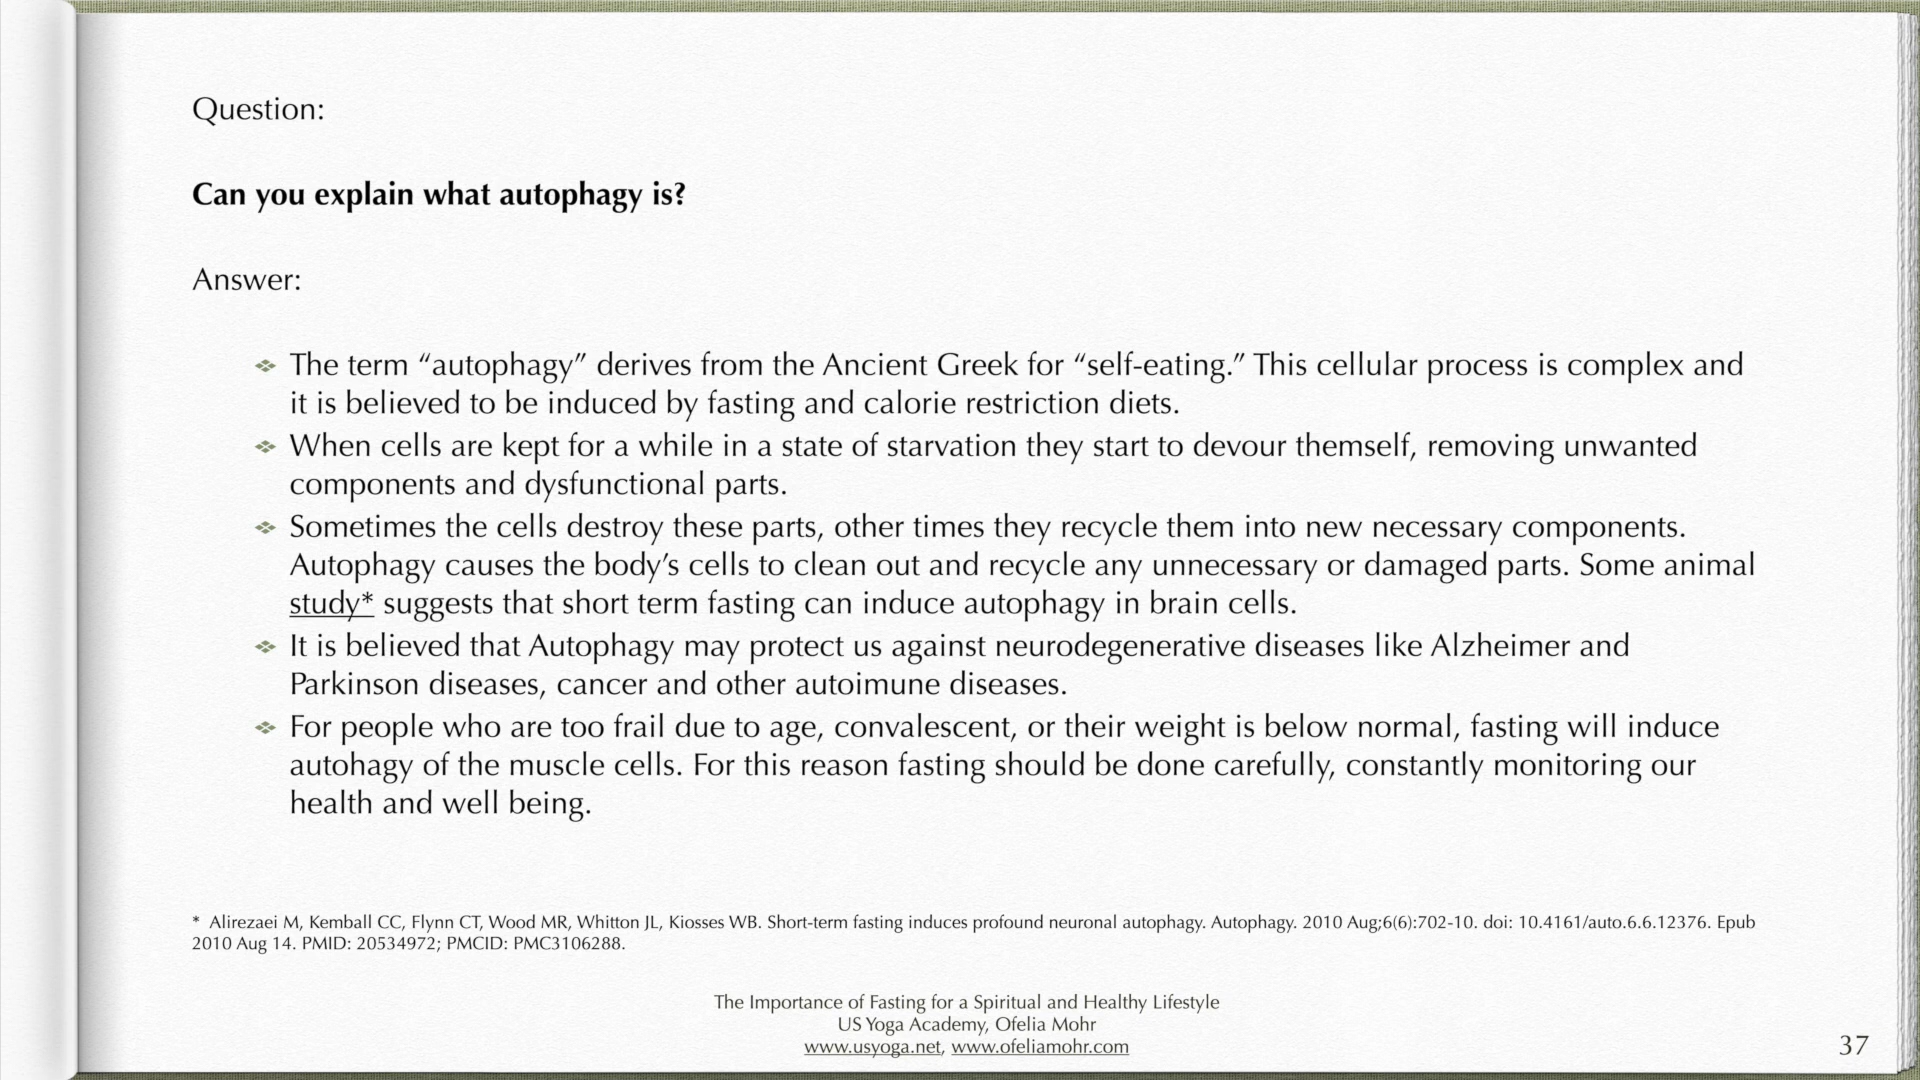 Question:
Can you explain what autophagy is?
Answer:
The term “autophagy” derives from the Ancient Greek for “self-eating.” This cellular process is complex and
it is believed to be induced by fasting and calorie restriction diets.
When cells are kept for a while in a state of starvation they start to devour themself, removing unwanted
components and dysfunctional parts.
Sometimes the cells destroy these parts, other times they recycle them into new necessary components.
Autophagy causes the body’s cells to clean out and recycle any unnecessary or damaged parts. Some animal
study* suggests that short term fasting can induce autophagy in brain cells.
It is believed that Autophagy may protect us against neurodegenerative diseases like Alzheimer and
Parkinson diseases, cancer and other autoimune diseases.
For people who are too frail due to age, convalescent, or their weight is below normal, fasting will induce
autohagy of the muscle cells. For this reason fasting should be done carefully, constantly monitoring our
health and well being.
* Alirezaei M, Kemball CC, Flynn CT, Wood MR, Whitton JL, Kiosses WB. Short-term fasting induces profound neuronal autophagy. Autophagy. 2010 Aug;6(6):702-10. doi: 10.4161/auto.6.6.12376. Epub
2010 Aug 14. PMID: 20534972; PMCID: PMC3106288.
The Importance of Fasting for a Spiritual and Healthy Lifestyle
US Yoga Academy, Ofelia Mohr
www.usyoga.net, www.ofeliamohr.com
37